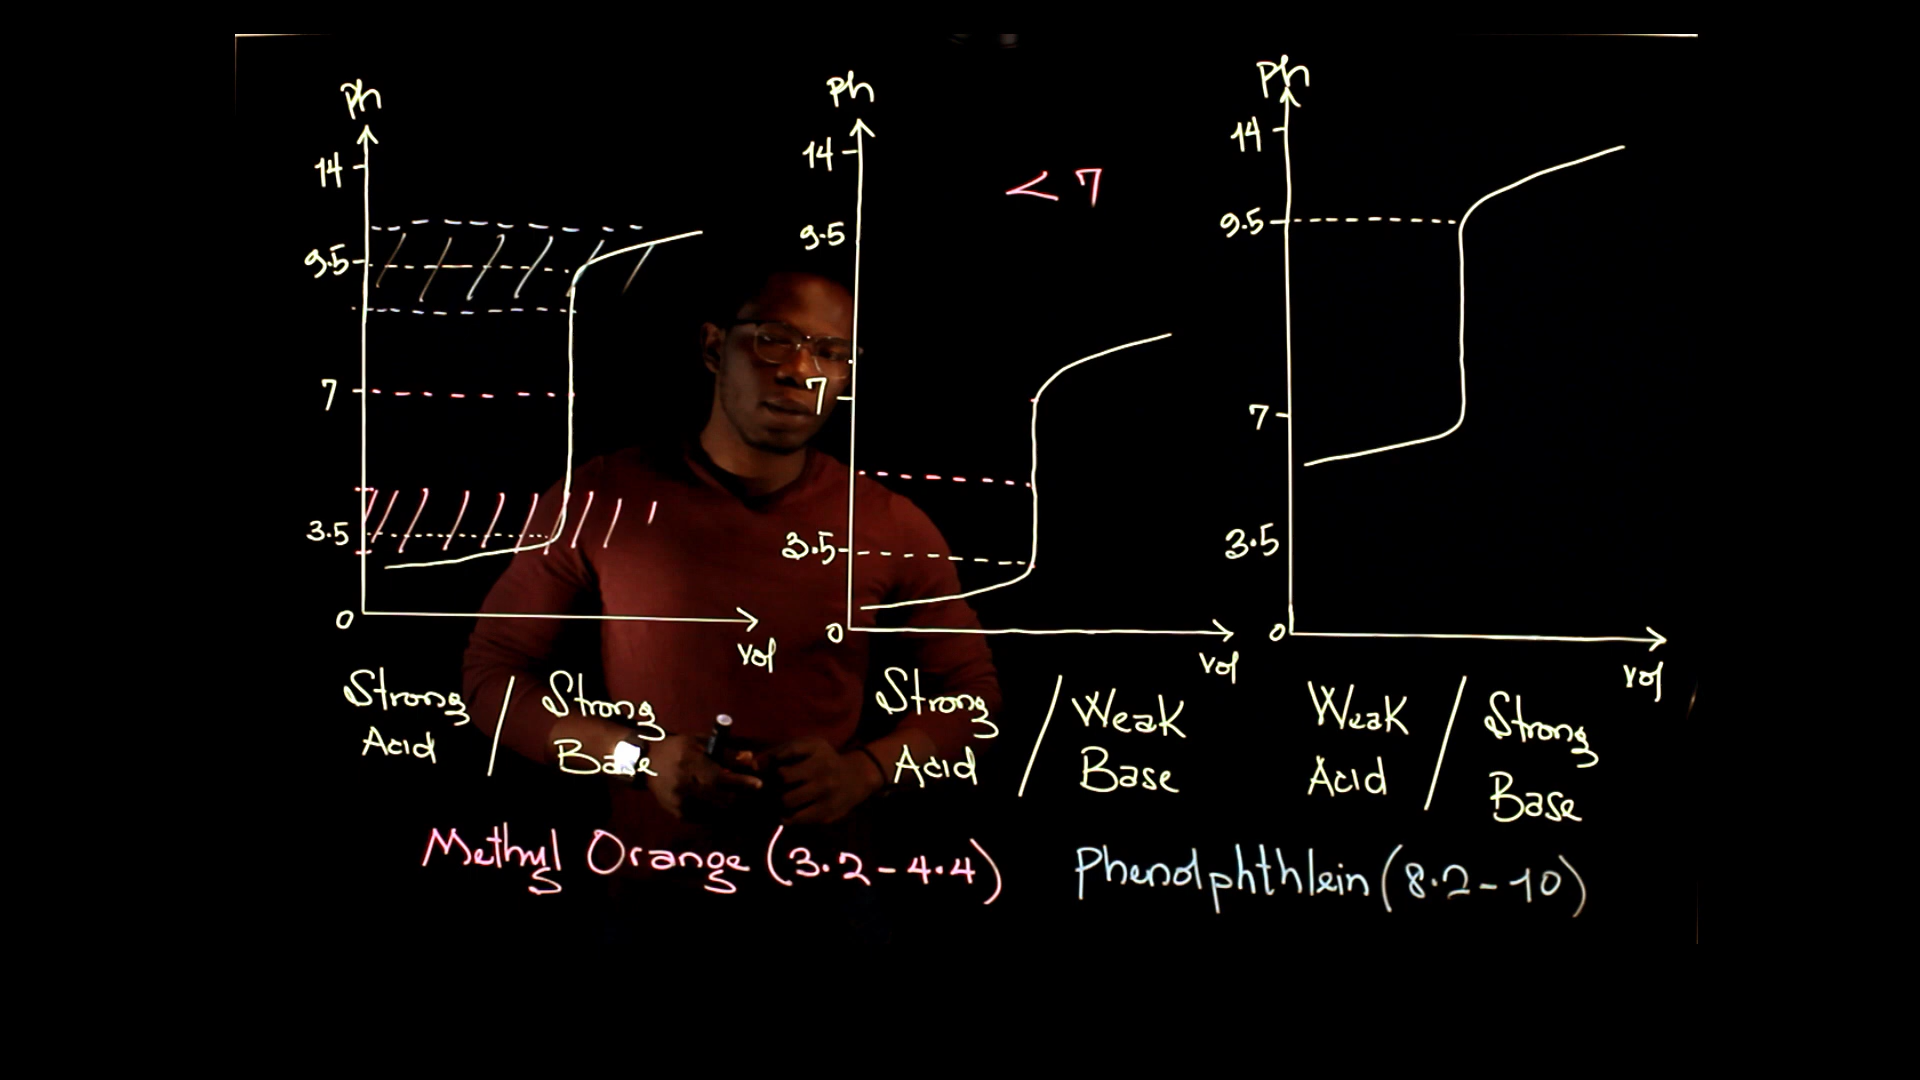 Ph
14
9.5
7
3.5
0
Vol
Strong Acid / Strong Base
Ph
14
< 7
9.5
7
3.5
0
Vol
Strong Acid / Weak Base
Ph
14
9.5
7
3.5
0
Vol
Weak Acid / Strong Base
Methyl Orange (3.2-4.4)
Phenolphthlein (8.2-10)